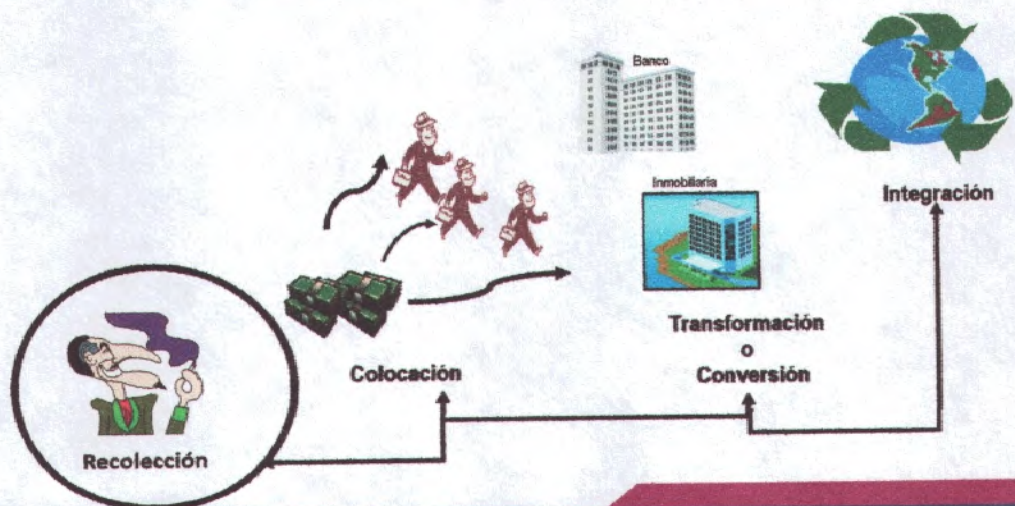 Banco
Inmobiliaria
Integración
Transformación
o
Conversión
Colocación
Recolección